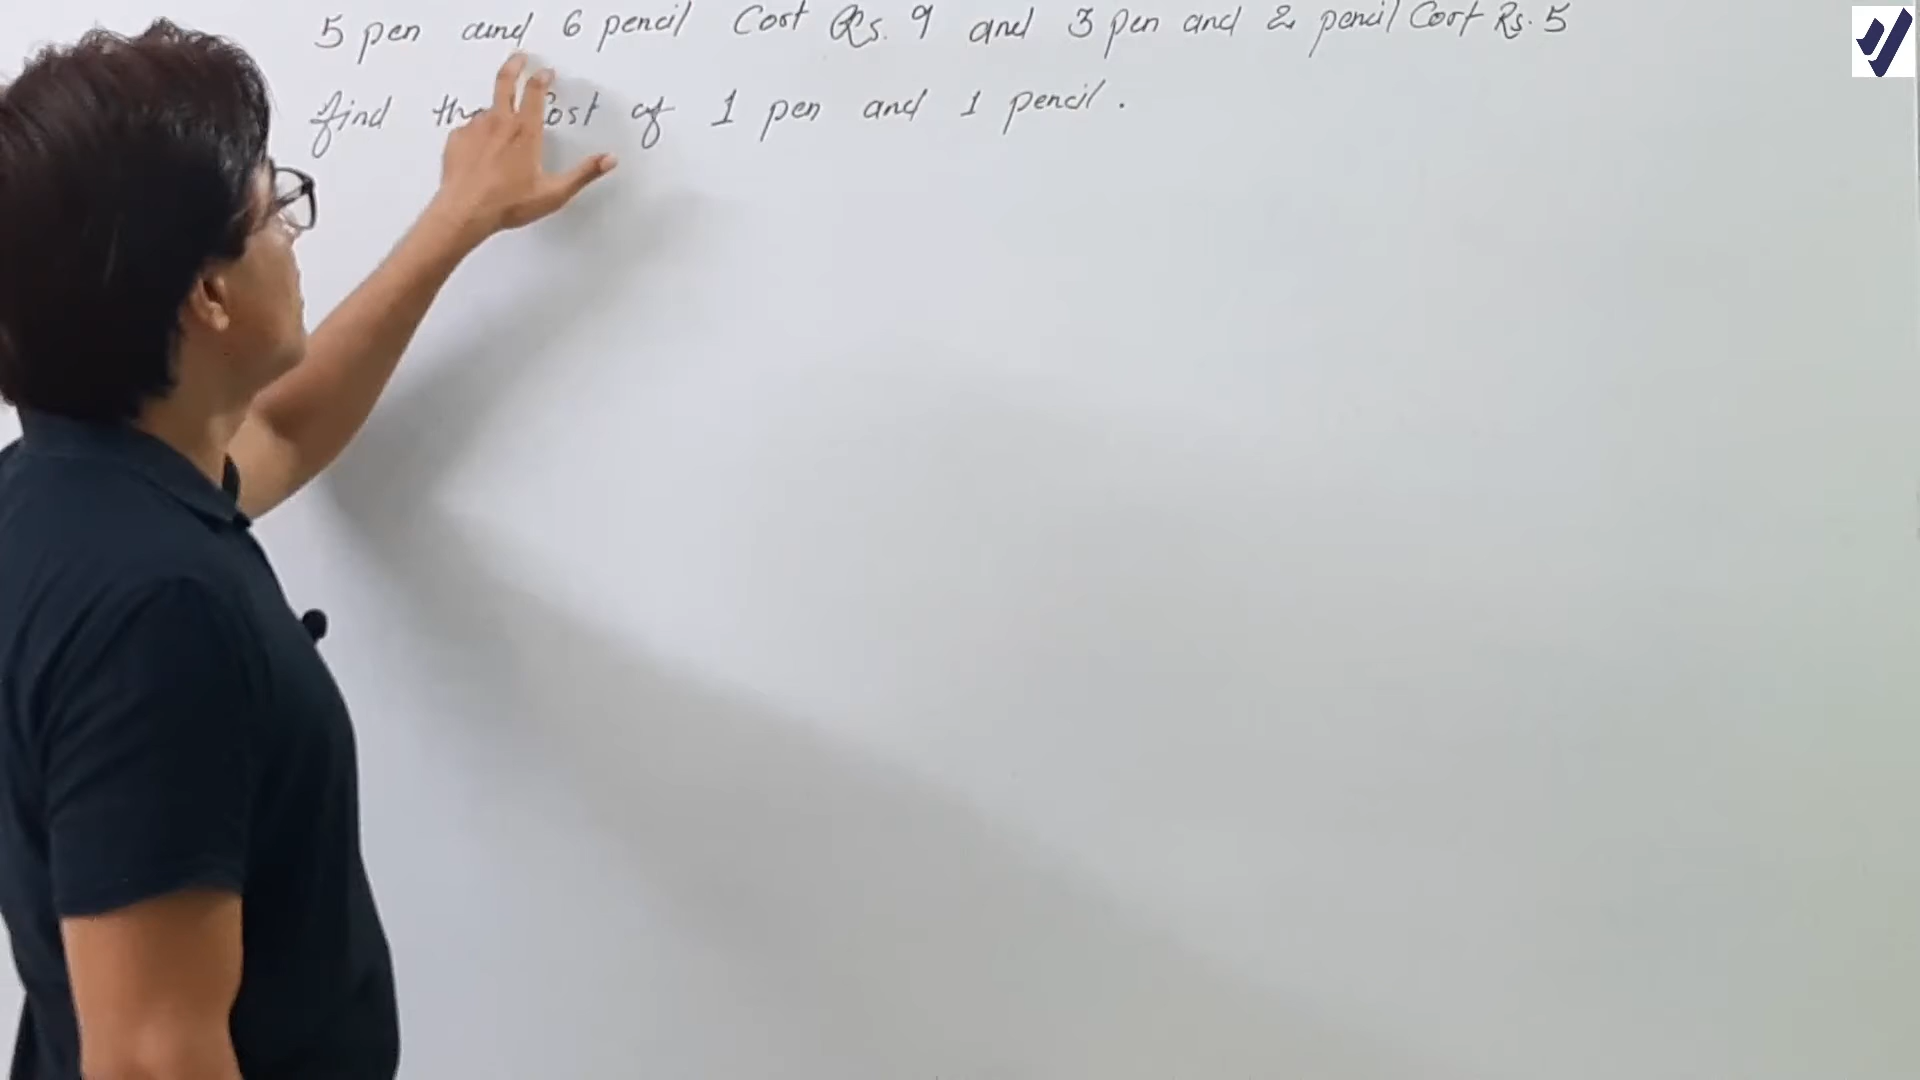 5 pen and 6 pencil Cost Rs. 9 and 3 pen and 2 pencil Cost Rs. 5
find the Cost of 1 pen and 1 pencil.